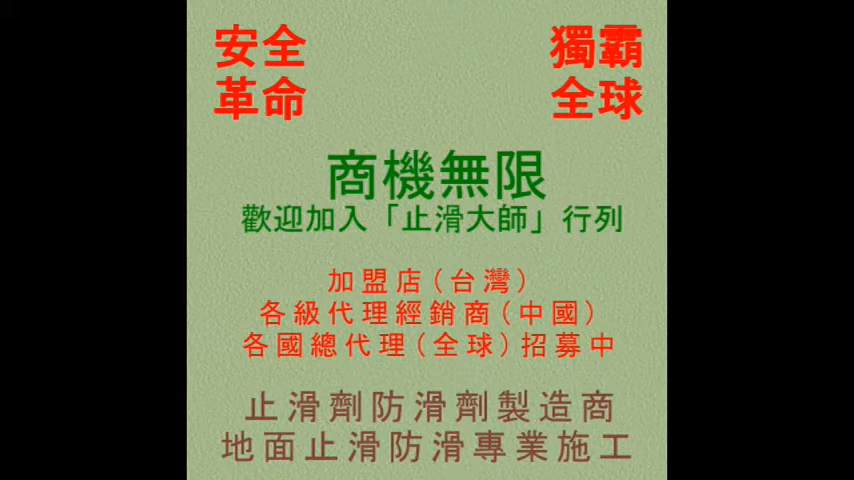 安全
革命
獨霸
全球
商機無限
歡迎加入「止滑大師」行列
加盟店(台灣)
各級代理經銷商(中國)
各國總代理(全球)招募中
止滑劑防滑劑製造商
地面止滑防滑專業施工